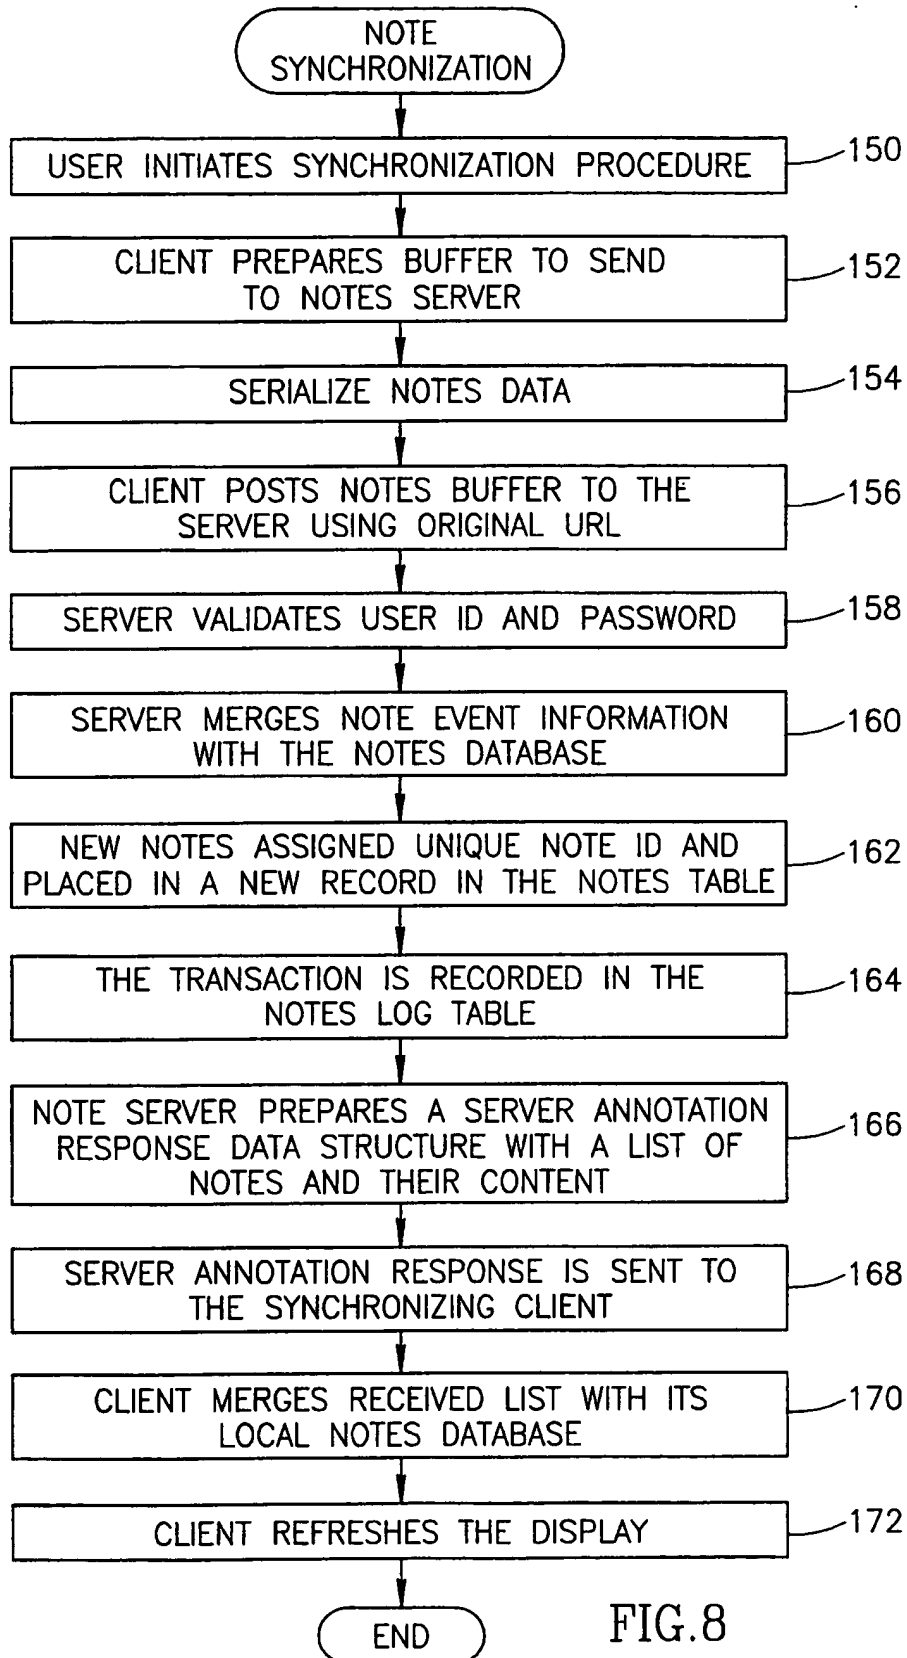 NOTE
SYNCHRONIZATION
USER INITIATES SYNCHRONIZATION PROCEDURE
150
CLIENT PREPARES BUFFER TO SEND
TO NOTES SERVER
152
SERIALIZE NOTES DATA
154
CLIENT POSTS NOTES BUFFER TO THE
SERVER USING ORIGINAL URL
156
SERVER VALIDATES USER ID AND PASSWORD
158
SERVER MERGES NOTE EVENT INFORMATION
WITH THE NOTES DATABASE
160
NEW NOTES ASSIGNED UNIQUE NOTE ID AND
PLACED IN A NEW RECORD IN THE NOTES TABLE
162
THE TRANSACTION IS RECORDED IN THE
NOTES LOG TABLE
164
NOTE SERVER PREPARES A SERVER ANNOTATION
RESPONSE DATA STRUCTURE WITH A LIST OF
NOTES AND THEIR CONTENT
166
SERVER ANNOTATION RESPONSE IS SENT TO
THE SYNCHRONIZING CLIENT
168
CLIENT MERGES RECEIVED LIST WITH ITS
LOCAL NOTES DATABASE
170
CLIENT REFRESHES THE DISPLAY
172
END
FIG.8